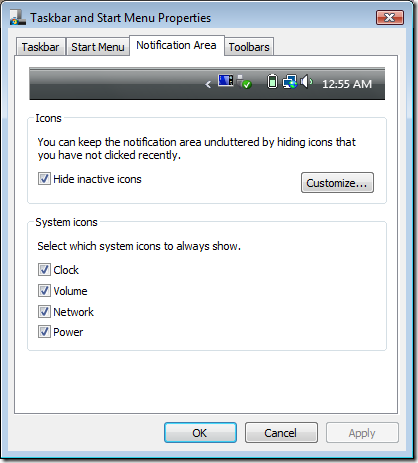 Taskbar and Start Menu Properties
Taskbar Start Menu Notification Area Toolbars
12:55 AM
Icons
You can keep the notification area uncluttered by hiding icons that
you have not clicked recently.
Hide inactive icons
Customize...
System icons
Select which system icons to always show.
Clock
Volume
Network
Power
OK Cancel Apply